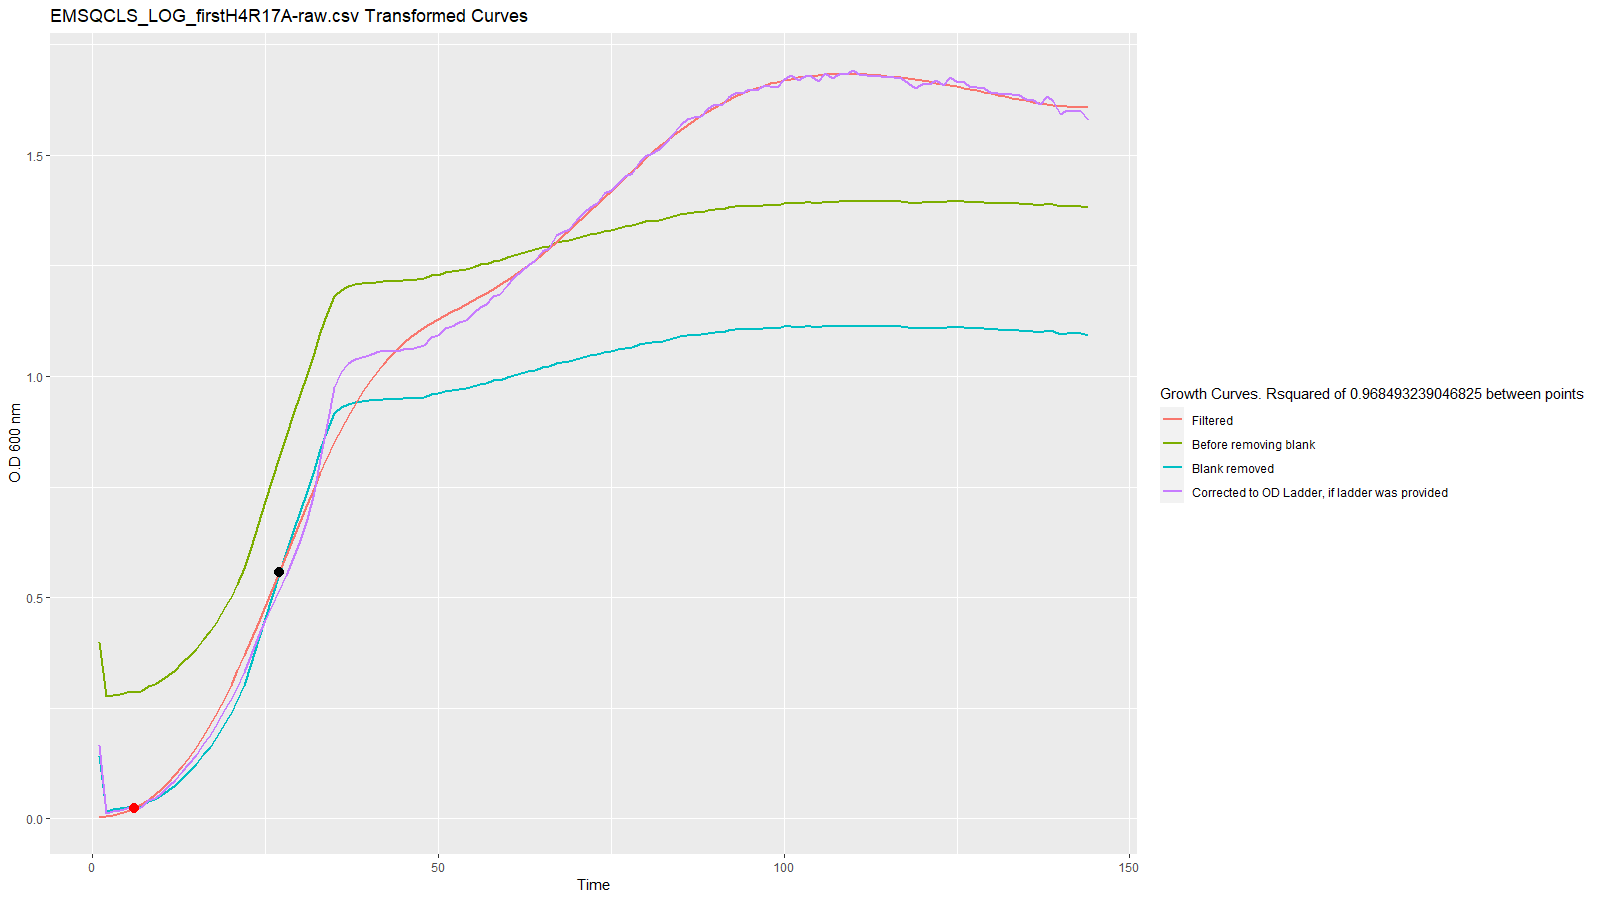 EMSQCLS_LOG_firstH4R17A-raw.csv Transformed Curves
1.5
1.0
0.5
0.0
O.D 600 nm
0
50
100
150
Time
Growth Curves. Rsquared of 0.968493239046825 between points
Filtered
Before removing blank
Blank removed
Corrected to OD Ladder, if ladder was provided